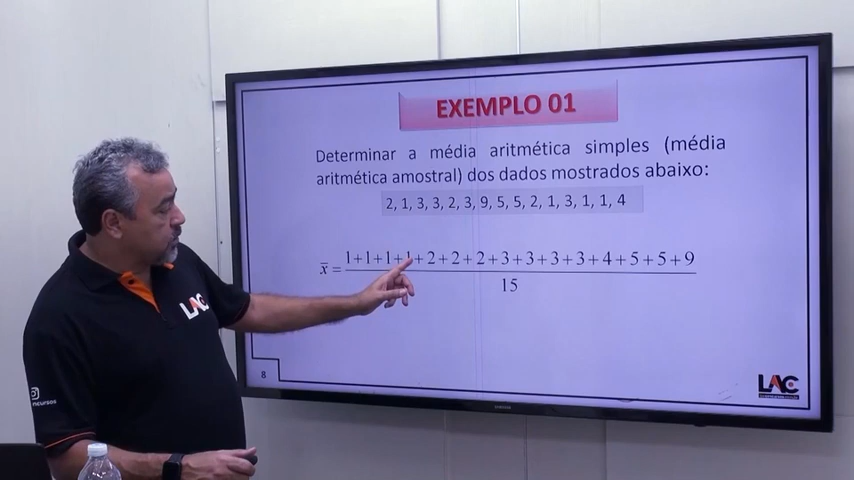 EXEMPLO 01
Determinar a média aritmética simples (média
aritmética amostral) dos dados mostrados abaixo:
2, 1, 3, 3, 2, 3, 9, 5, 5, 2, 1, 3, 1, 1, 4
x̅ = 1+1+1+1+2+2+2+3+3+3+3+4+5+5+9
15
8
LAC
LAC
SAMSUNG